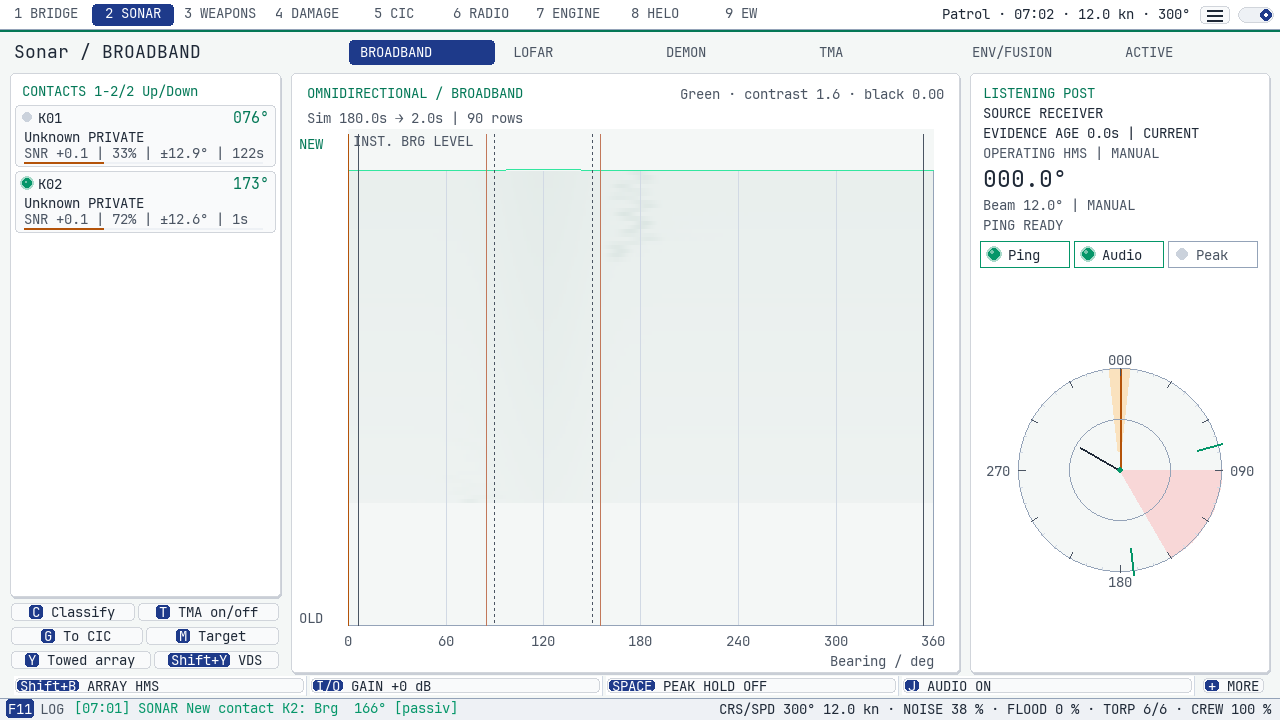 1 BRIDGE 2 SONAR 3 WEAPONS 4 DAMAGE 5 CIC 6 RADIO 7 ENGINE 8 HELO 9 EW Patrol · 07:02 · 12.0 kn · 300°
Sonar / BROADBAND BROADBAND LOFAR DEMON TMA ENV/FUSION ACTIVE
CONTACTS 1-2/2 Up/Down
K01 076°
Unknown PRIVATE
SNR +0.1 | 33% | ±12.9° | 122s
K02 173°
Unknown PRIVATE
SNR +0.1 | 72% | ±12.6° | 1s
C Classify T TMA on/off
G To CIC M Target
Y Towed array Shift+Y VDS
OMNIDIRECTIONAL / BROADBAND Green · contrast 1.6 · black 0.00
Sim 180.0s → 2.0s | 90 rows
NEW INST. BRG LEVEL
OLD
0 60 120 180 240 300 360
Bearing / deg
LISTENING POST
SOURCE RECEIVER
EVIDENCE AGE 0.0s | CURRENT
OPERATING HMS | MANUAL
000.0°
Beam 12.0° | MANUAL
PING READY
Ping Audio Peak
000
270 090
180
Shift+B ARRAY HMS I/O GAIN +0 dB SPACE PEAK HOLD OFF J AUDIO ON + MORE
F11 LOG [07:01] SONAR New contact K2: Brg 166° [passiv] CRS/SPD 300° 12.0 kn · NOISE 38 % · FLOOD 0 % · TORP 6/6 · CREW 100 %